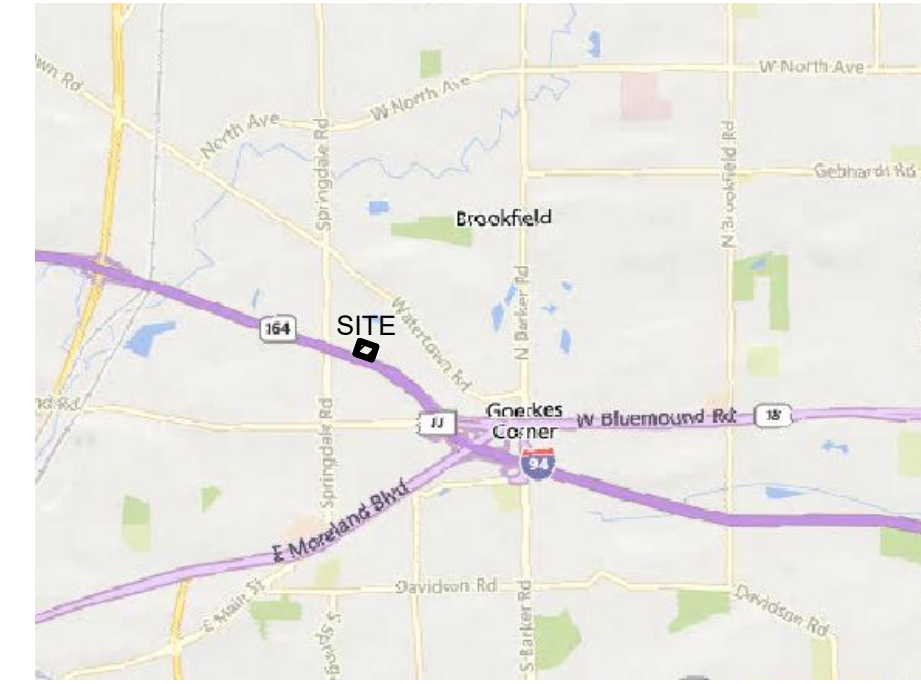 W North Ave
W North Ave
North Ave
Springdale Rd
N Brookfield Rd
Gebhardt Rd
Brookfield
N Barker Rd
164
SITE
Watertown Rd
Goerkes
Corner
W Bluemound Rd
18
JJ
94
Springdale Rd
E Moreland Blvd
Davidson Rd
Davidson Rd
E Main St
S Barker Rd